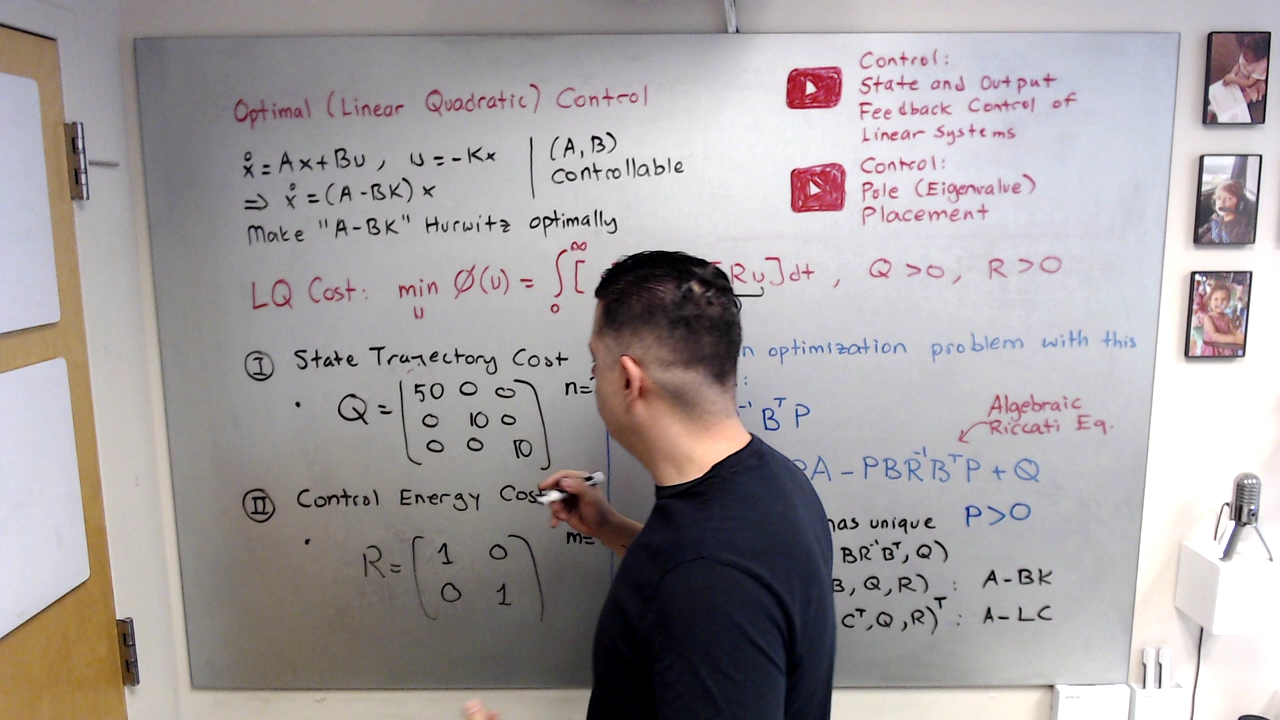 Optimal (Linear Quadratic) Control
ẋ = Ax + Bu , u = -Kx
⇒ ẋ = (A - BK) x
(A, B)
controllable
Make "A-BK" Hurwitz optimally
Control:
State and Output
Feedback Control of
Linear Systems
Control:
Pole (Eigenvalue)
Placement
LQ Cost: min Ø(u) = ∫ [ Ru] dt , Q > 0, R > 0
u 0 ∞
I State Trajectory Cost
n=
Q = [50 0 0
0 10 0
0 0 10]
II Control Energy Cost
m=
R = [1 0
0 1]
n optimization problem with this
:
⁻¹ Bᵀ P
Algebraic
Riccati Eq.
A - PBR⁻¹BᵀP + Q
has unique P > 0
BR⁻¹Bᵀ, Q)
B, Q, R) : A-BK
Cᵀ, Q, R)ᵀ : A-LC